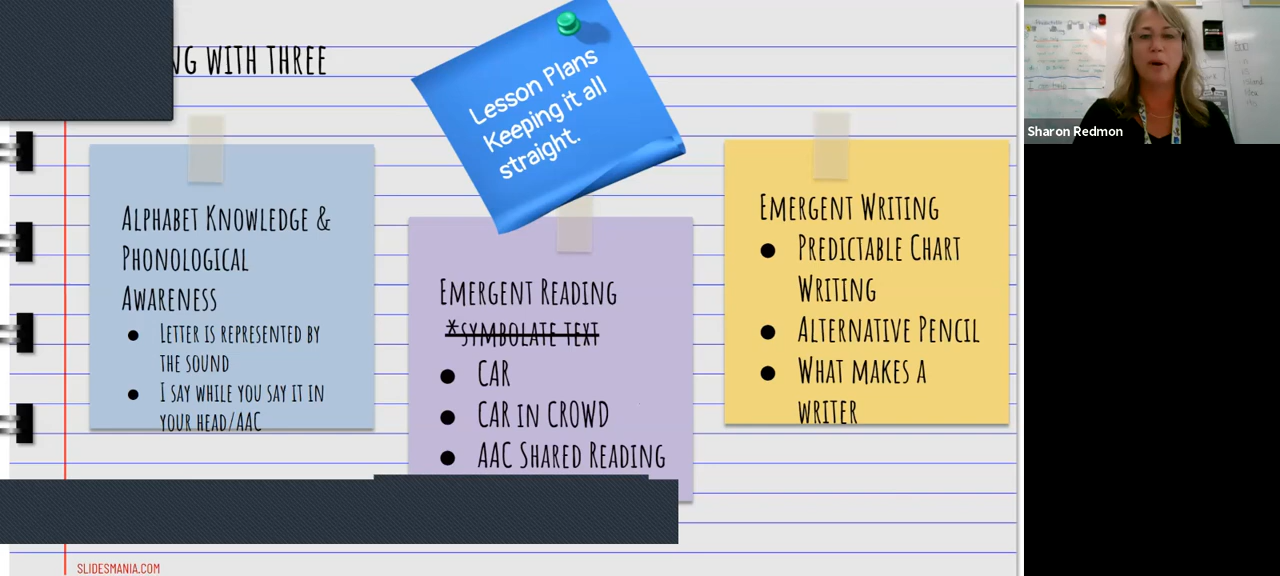 WITH THREE
Lesson Plans
Keeping it all
straight.
Alphabet Knowledge &
Phonological
Awareness
● Letter is represented by
the sound
● I say while you say it in
your head/AAC
Emergent Reading
*symbolate text
● CAR
● CAR in CROWD
● AAC Shared Reading
Emergent Writing
● Predictable Chart
Writing
● Alternative Pencil
● What makes a
writer
SLIDESMANIA.COM
Sharon Redmon